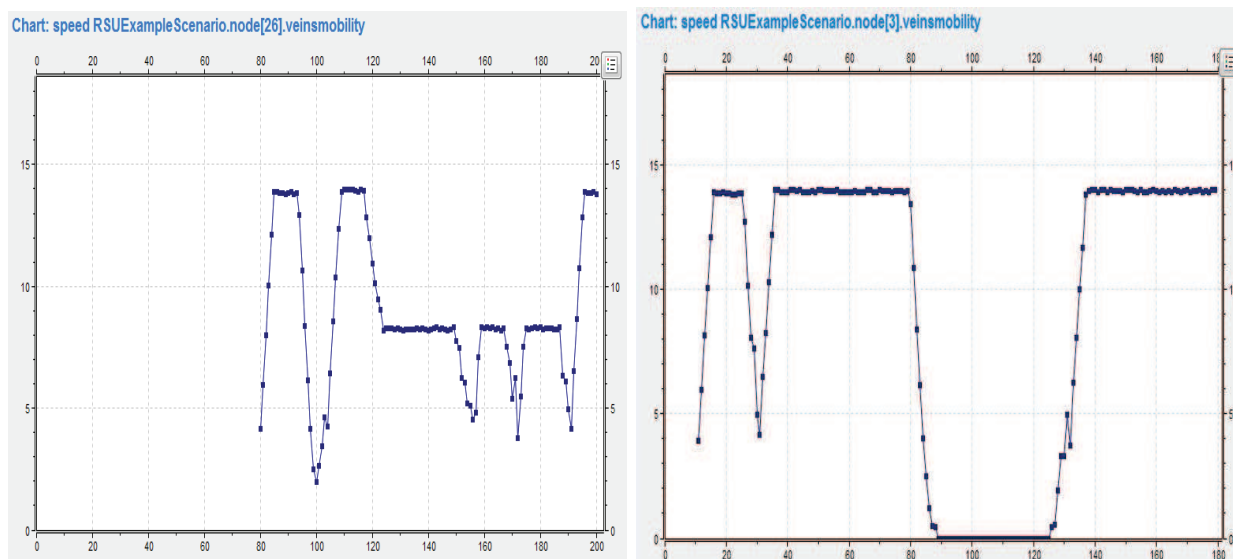 Chart: speed RSUExampleScenario.node[26].veinsmobility
0 20 40 60 80 100 120 140 160 180 20
15 15
10 10
5 5
0 0
0 20 40 60 80 100 120 140 160 180 200
Chart: speed RSUExampleScenario.node[3].veinsmobility
0 20 40 60 80 100 120 140 160 18
15
10
5
0
0 20 40 60 80 100 120 140 160 180